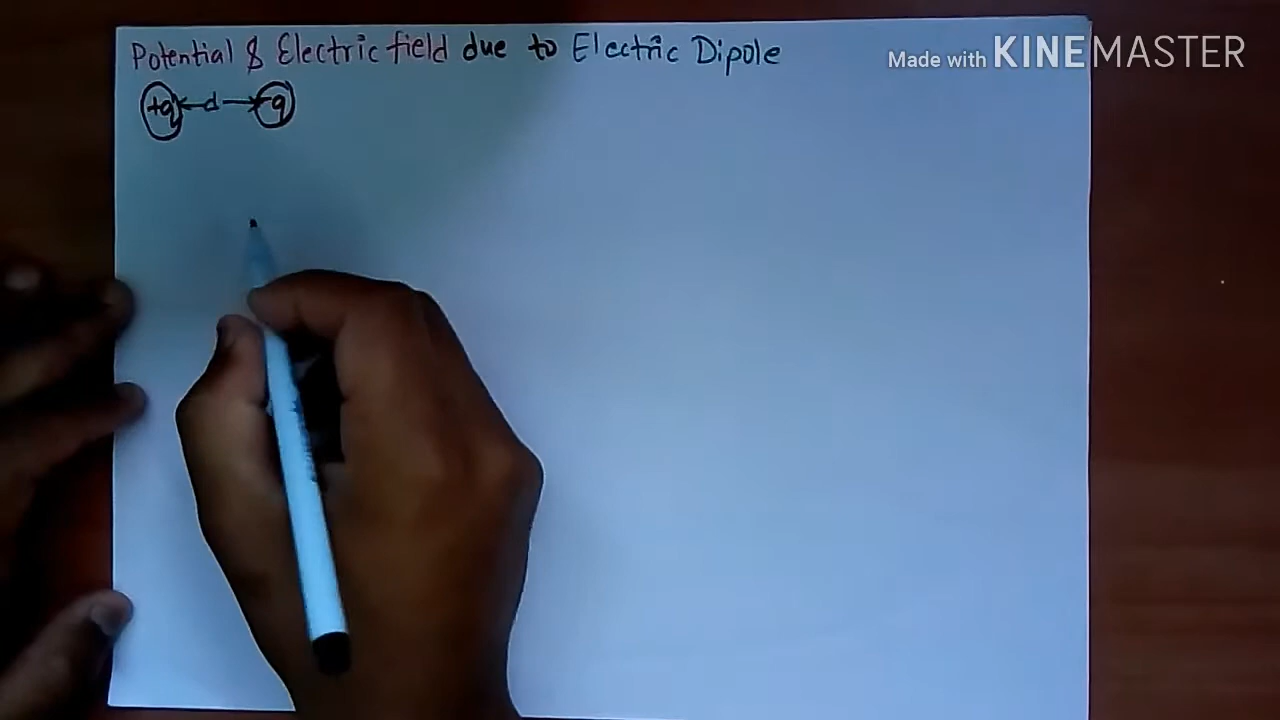 Potential & Electric field due to Electric Dipole
Made with KINEMASTER
+q d -q